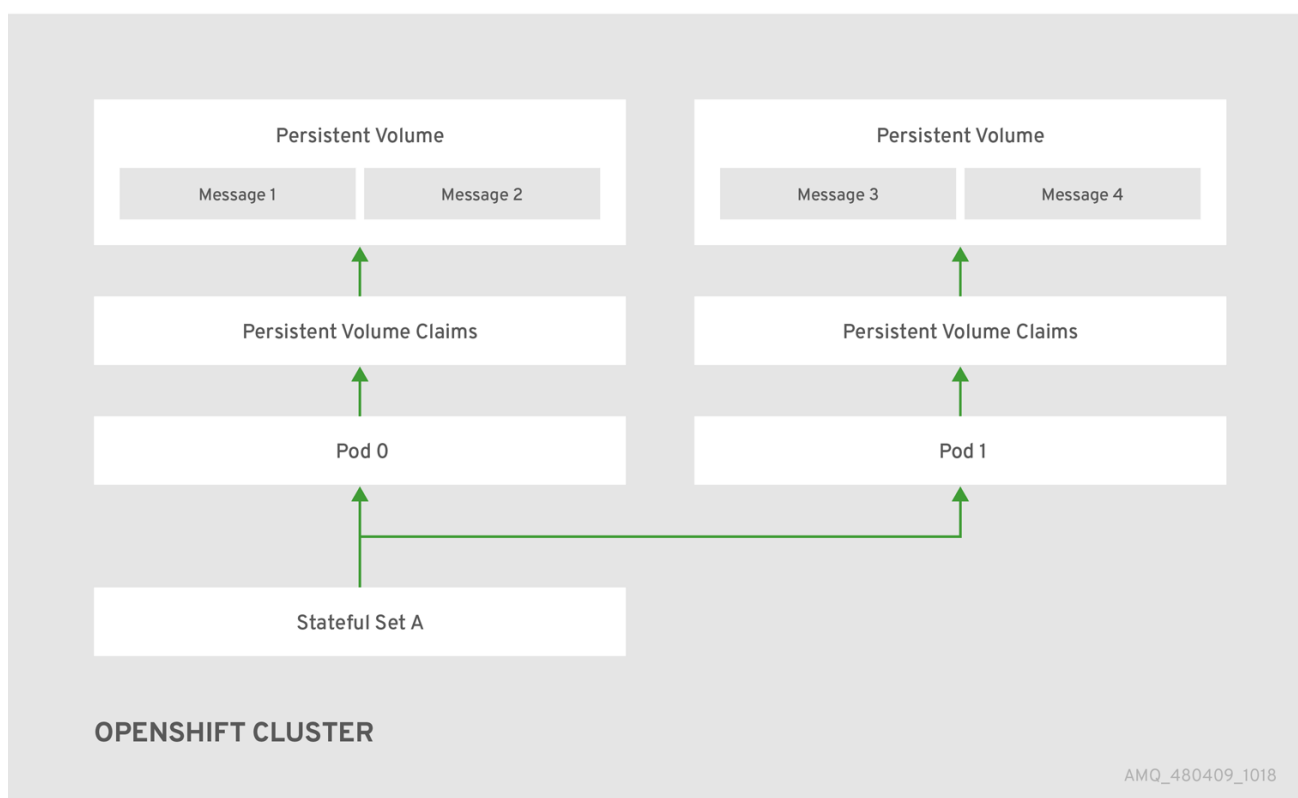 Persistent Volume
Message 1
Message 2
Persistent Volume
Message 3
Message 4
Persistent Volume Claims
Persistent Volume Claims
Pod 0
Pod 1
Stateful Set A
OPENSHIFT CLUSTER
AMQ_480409_1018